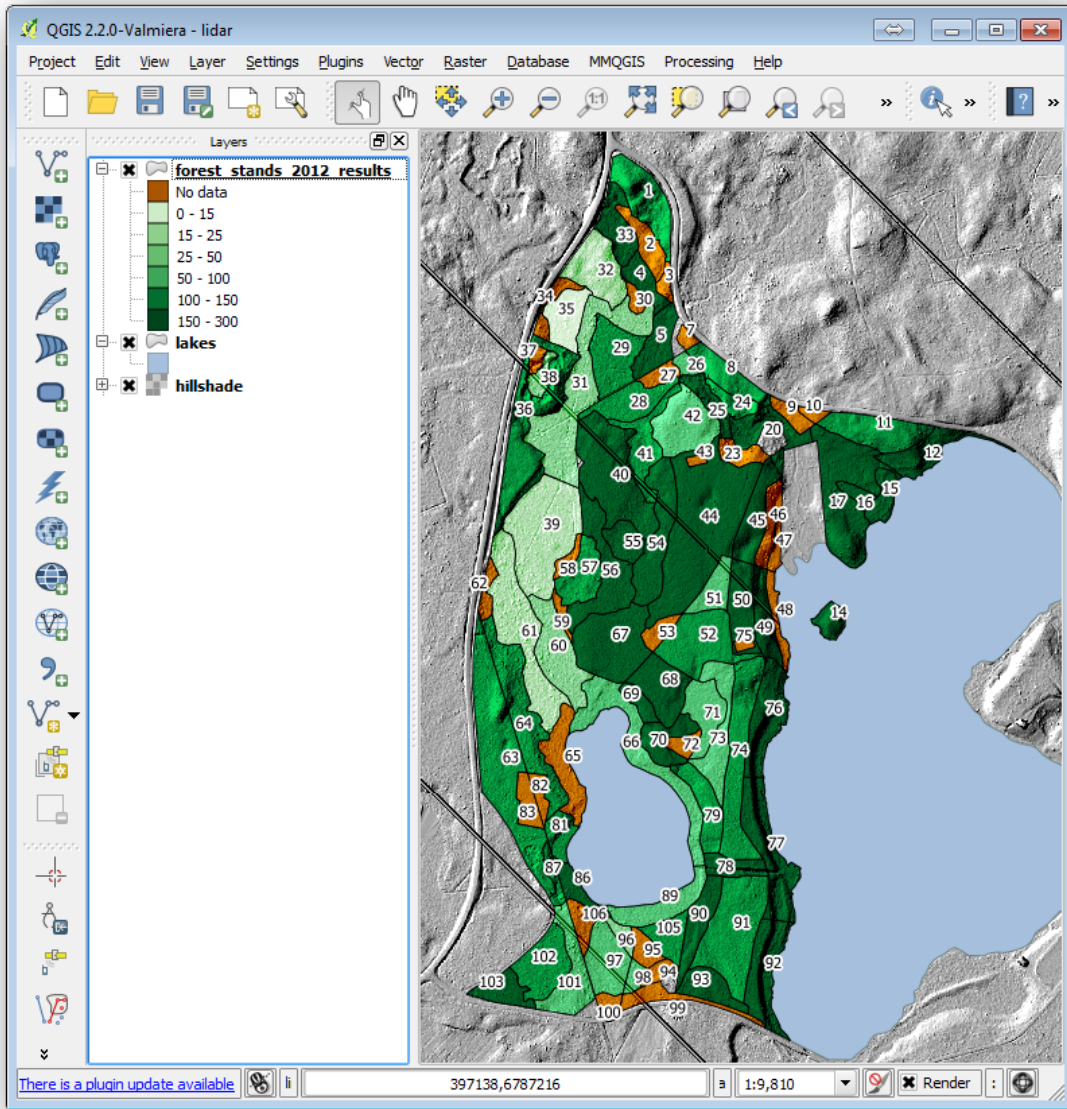 QGIS 2.2.0-Valmiera - lidar
Project Edit View Layer Settings Plugins Vector Raster Database MMQGIS Processing Help
1:1 » » ? »
Layers
forest_stands_2012_results
No data
0 - 15
15 - 25
25 - 50
50 - 100
100 - 150
150 - 300
lakes
hillshade
1
33 2
32 4 3
34 35 30
5 7
37 29 26 8
38 31 27
36 28 42 25 24 9 10
20 11
41 43 23 12
40 15
17 16
39 44 45 46
55 54 47
62 58 57 56
51 50 48 14
59
61 60 67 53 52 75 49
69 68
64 66 70 72 71 73 74 76
63 65
82
83 79
81 77
87 86 78
89
106 90
96 105 91
102 97 95
103 101 98 94 93 92
100 99
There is a plugin update available li 397138,6787216 a 1:9,810 Render :